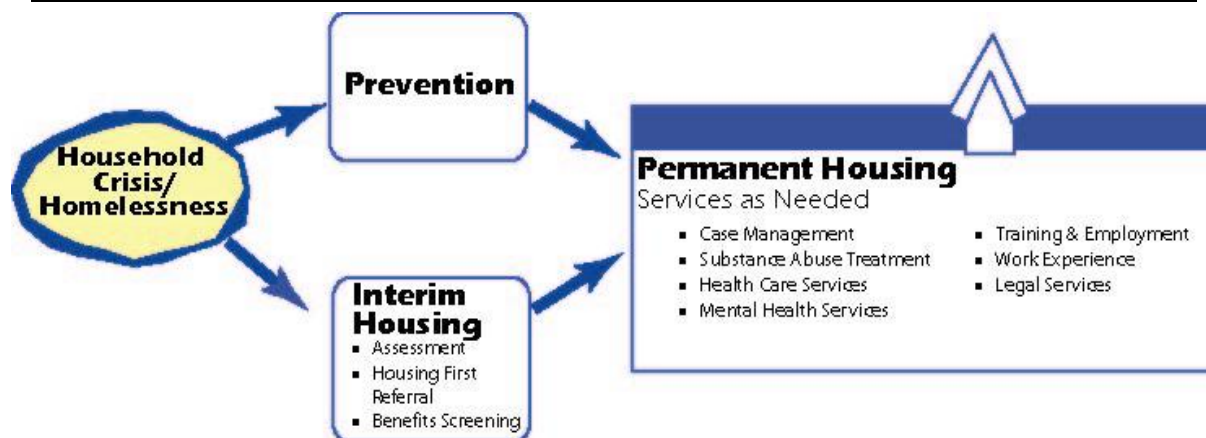 Prevention
Household
Crisis/
Homelessness
Interim
Housing
▪ Assessment
▪ Housing First
Referral
▪ Benefits Screening
Permanent Housing
Services as Needed
▪ Case Management
▪ Substance Abuse Treatment
▪ Health Care Services
▪ Mental Health Services
▪ Training & Employment
▪ Work Experience
▪ Legal Services